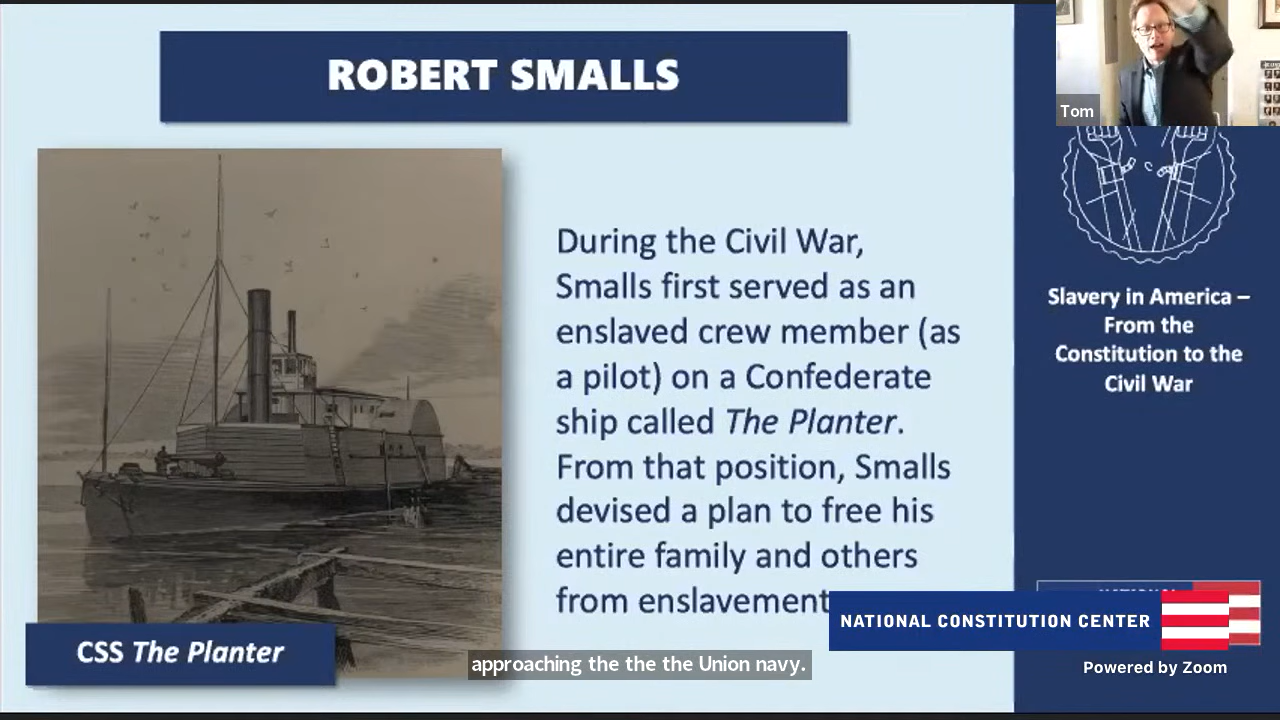 ROBERT SMALLS
Tom
During the Civil War,
Smalls first served as an
enslaved crew member (as
a pilot) on a Confederate
ship called The Planter.
From that position, Smalls
devised a plan to free his
entire family and others
from enslavement
CSS The Planter
approaching the the the Union navy.
Slavery in America –
From the
Constitution to the
Civil War
NATIONAL CONSTITUTION CENTER
Powered by Zoom